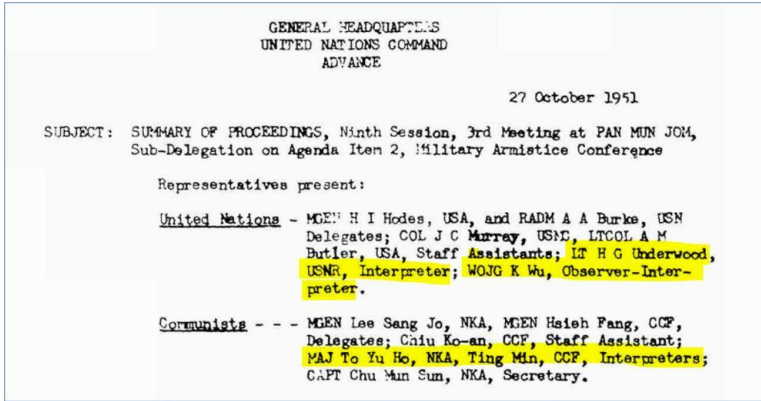 GENERAL HEADQUARTERS
UNITED NATIONS COMMAND
ADVANCE
27 October 1951
SUBJECT: SUMMARY OF PROCEEDINGS, Ninth Session, 3rd Meeting at PAN MUN JOM,
Sub-Delegation on Agenda Item 2, Military Armistice Conference
Representatives present:
United Nations - MGEN H I Hodes, USA, and RADM A A Burke, USN
Delegates; COL J C Murray, USMC, LTCOL A M
Butler, USA, Staff Assistants; LT H G Underwood,
USNR, Interpreter; WOJG K Wu, Observer-Inter-
preter.
Communists - - - MGEN Lee Sang Jo, NKA, MGEN Hsieh Fang, CCF,
Delegates; Chiu Ko-an, CCF, Staff Assistant;
MAJ To Yu Ho, NKA, Ting Min, CCF, Interpreters;
CAPT Chu Mun Sun, NKA, Secretary.